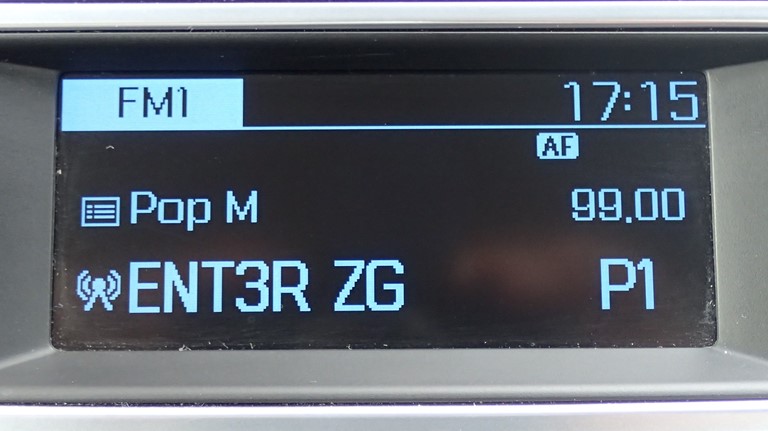 FM1 17:15
AF
Pop M 99.00
ENT3R ZG P1